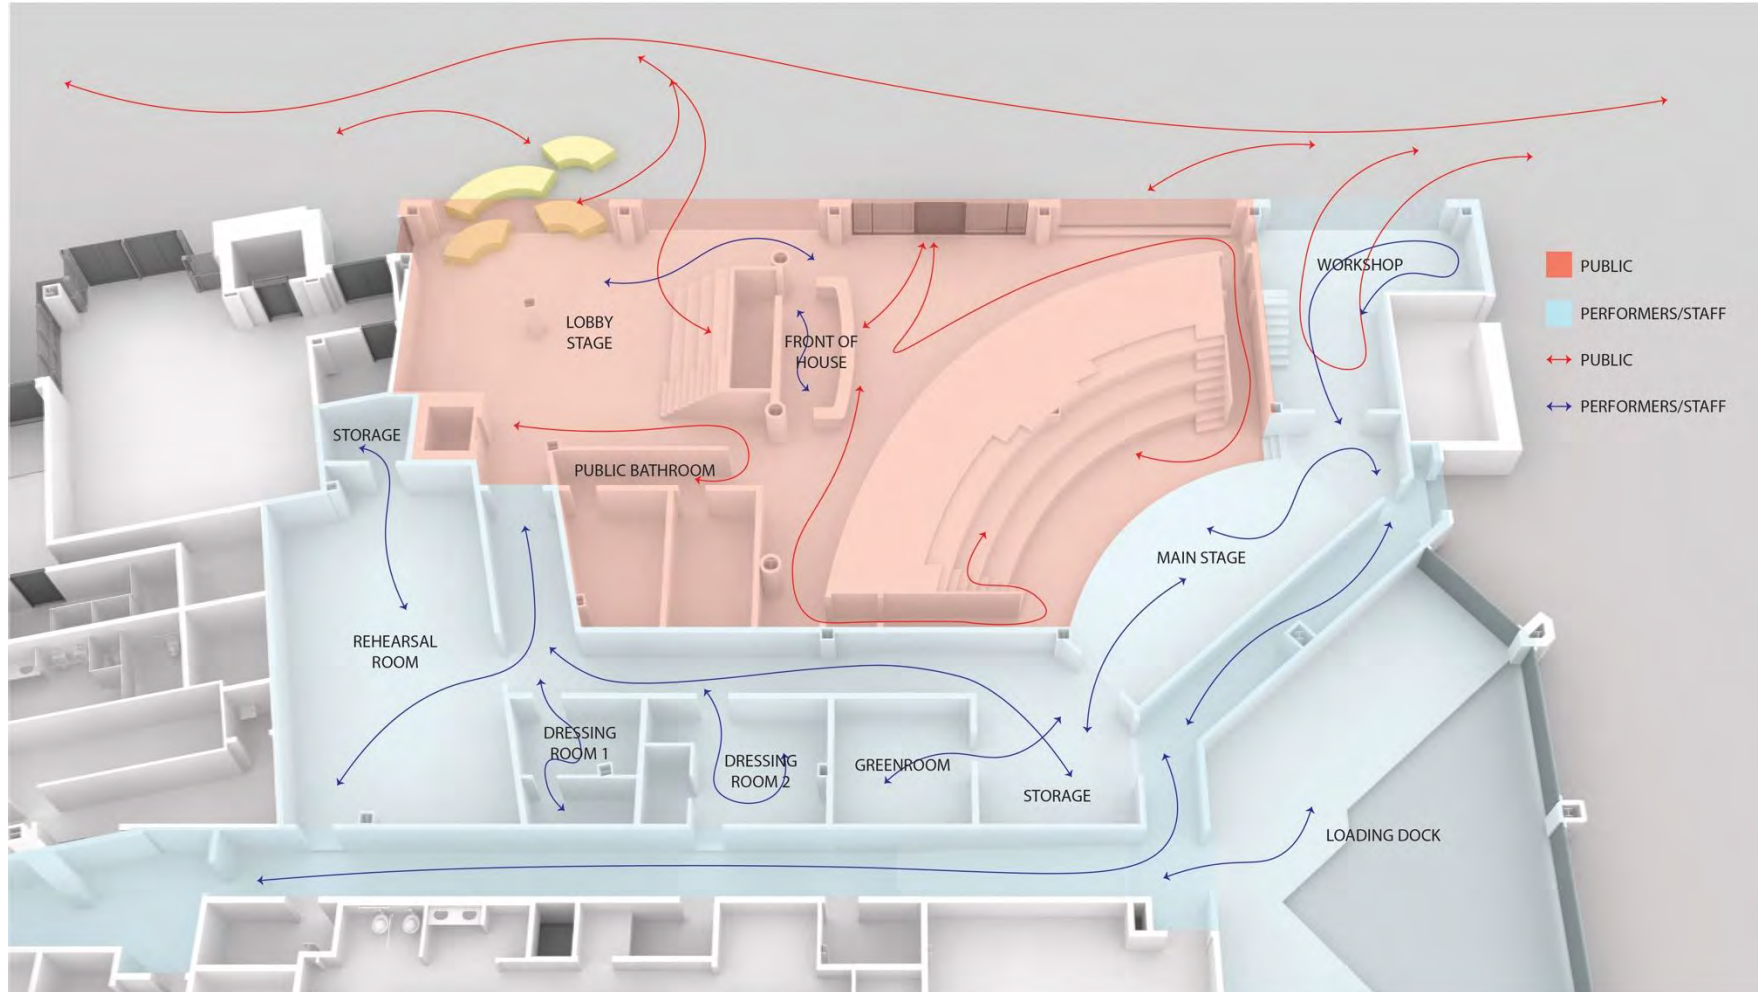 WORKSHOP
LOBBY
STAGE
FRONT OF
HOUSE
STORAGE
PUBLIC BATHROOM
MAIN STAGE
REHEARSAL
ROOM
DRESSING
ROOM 1
DRESSING
ROOM 2
GREENROOM
STORAGE
LOADING DOCK
PUBLIC
PERFORMERS/STAFF
PUBLIC
PERFORMERS/STAFF